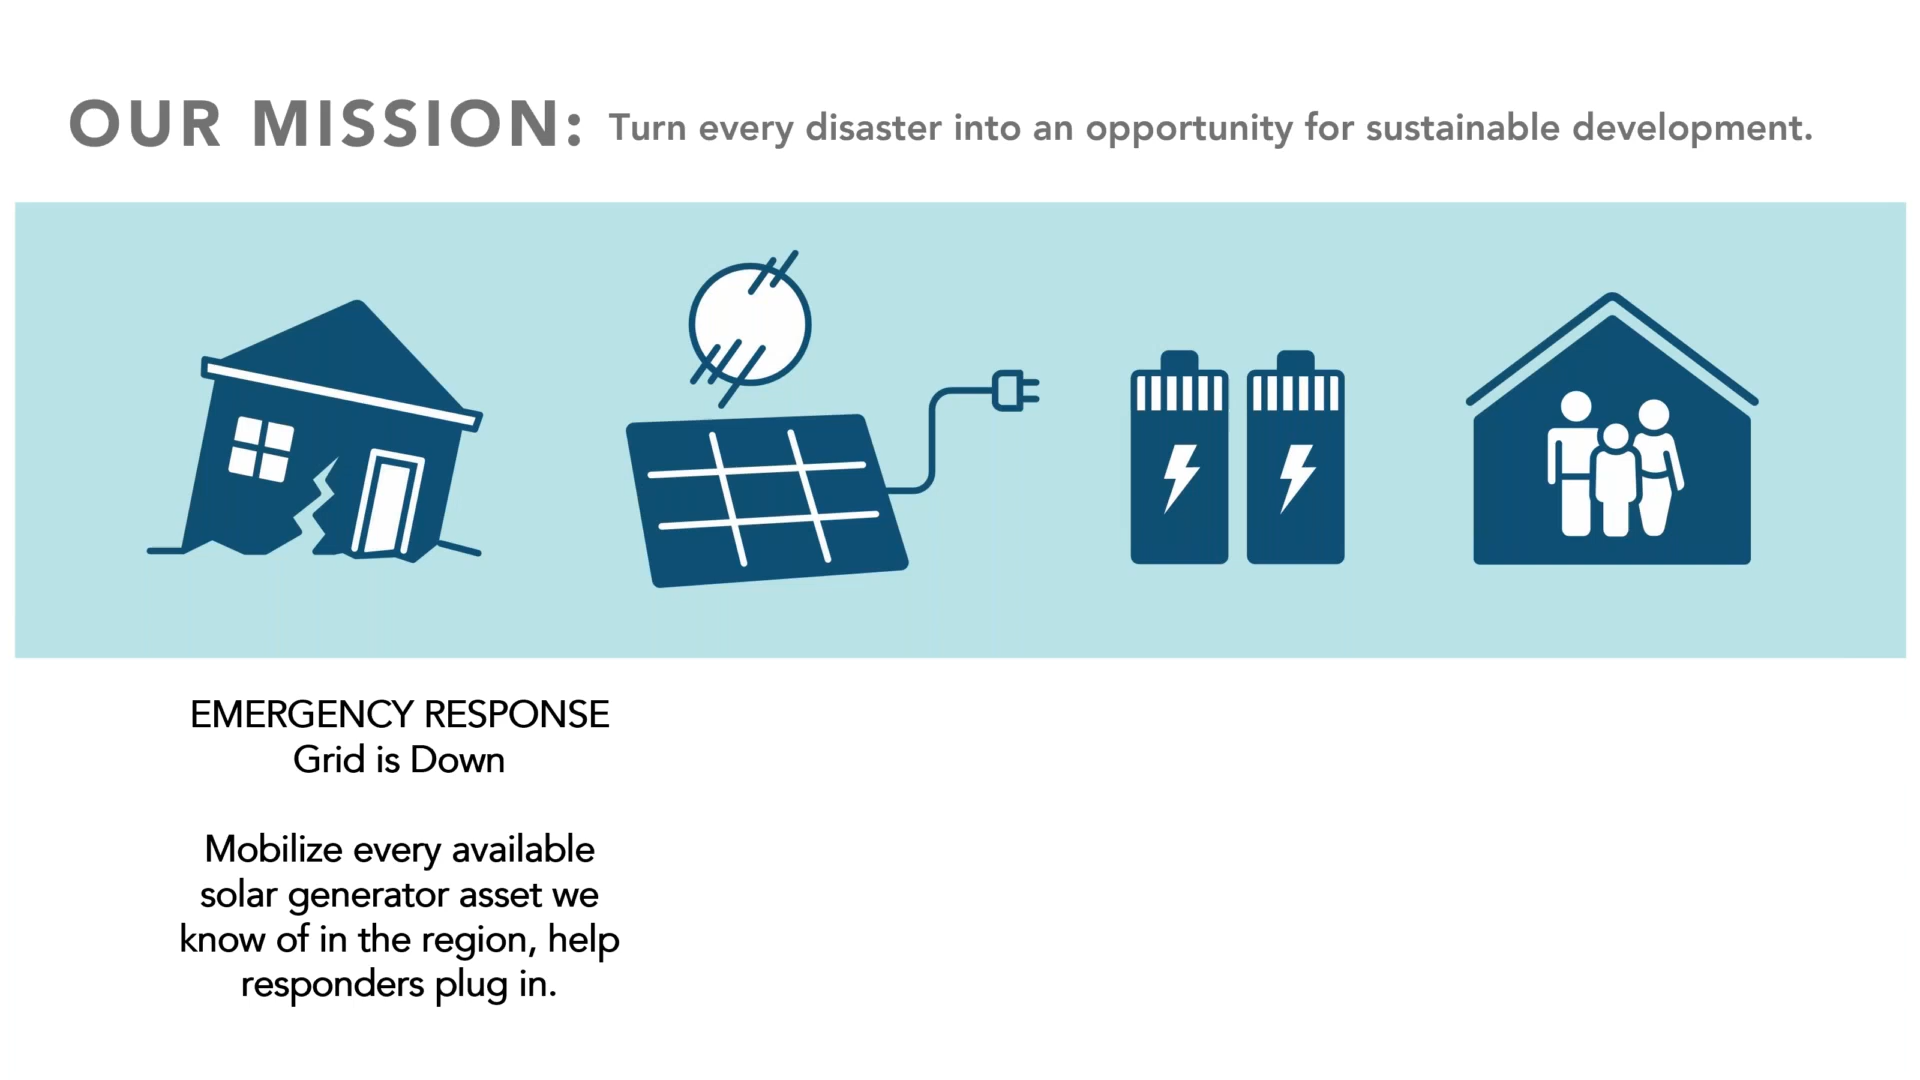 OUR MISSION: Turn every disaster into an opportunity for sustainable development.
EMERGENCY RESPONSE
Grid is Down
Mobilize every available
solar generator asset we
know of in the region, help
responders plug in.